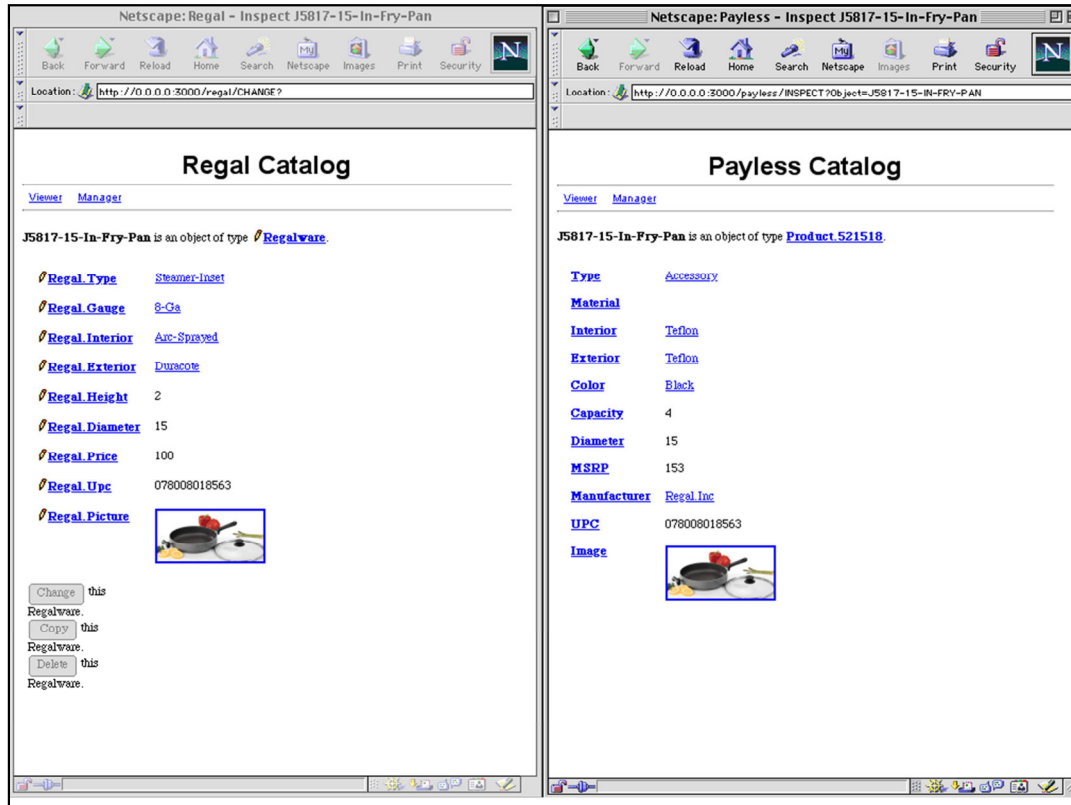 Netscape: Regal - Inspect J5817-15-In-Fry-Pan
Back Forward Reload Home Search Netscape Images Print Security
My
N
Location: http://0.0.0.0:3000/regal/CHANGE?
Regal Catalog
Viewer Manager
J5817-15-In-Fry-Pan is an object of type Regalware.
Regal.Type Steamer-Inset
Regal.Gauge 8-Ga
Regal.Interior Arc-Sprayed
Regal.Exterior Duracote
Regal.Height 2
Regal.Diameter 15
Regal.Price 100
Regal.Upc 078008018563
Regal.Picture
Change this
Regalware.
Copy this
Regalware.
Delete this
Regalware.
Netscape: Payless - Inspect J5817-15-In-Fry-Pan
Back Forward Reload Home Search Netscape Images Print Security
My
N
Location: http://0.0.0.0:3000/payless/INSPECT?Object=J5817-15-IN-FRY-PAN
Payless Catalog
Viewer Manager
J5817-15-In-Fry-Pan is an object of type Product.521518.
Type Accessory
Material
Interior Teflon
Exterior Teflon
Color Black
Capacity 4
Diameter 15
MSRP 153
Manufacturer Regal.Inc
UPC 078008018563
Image